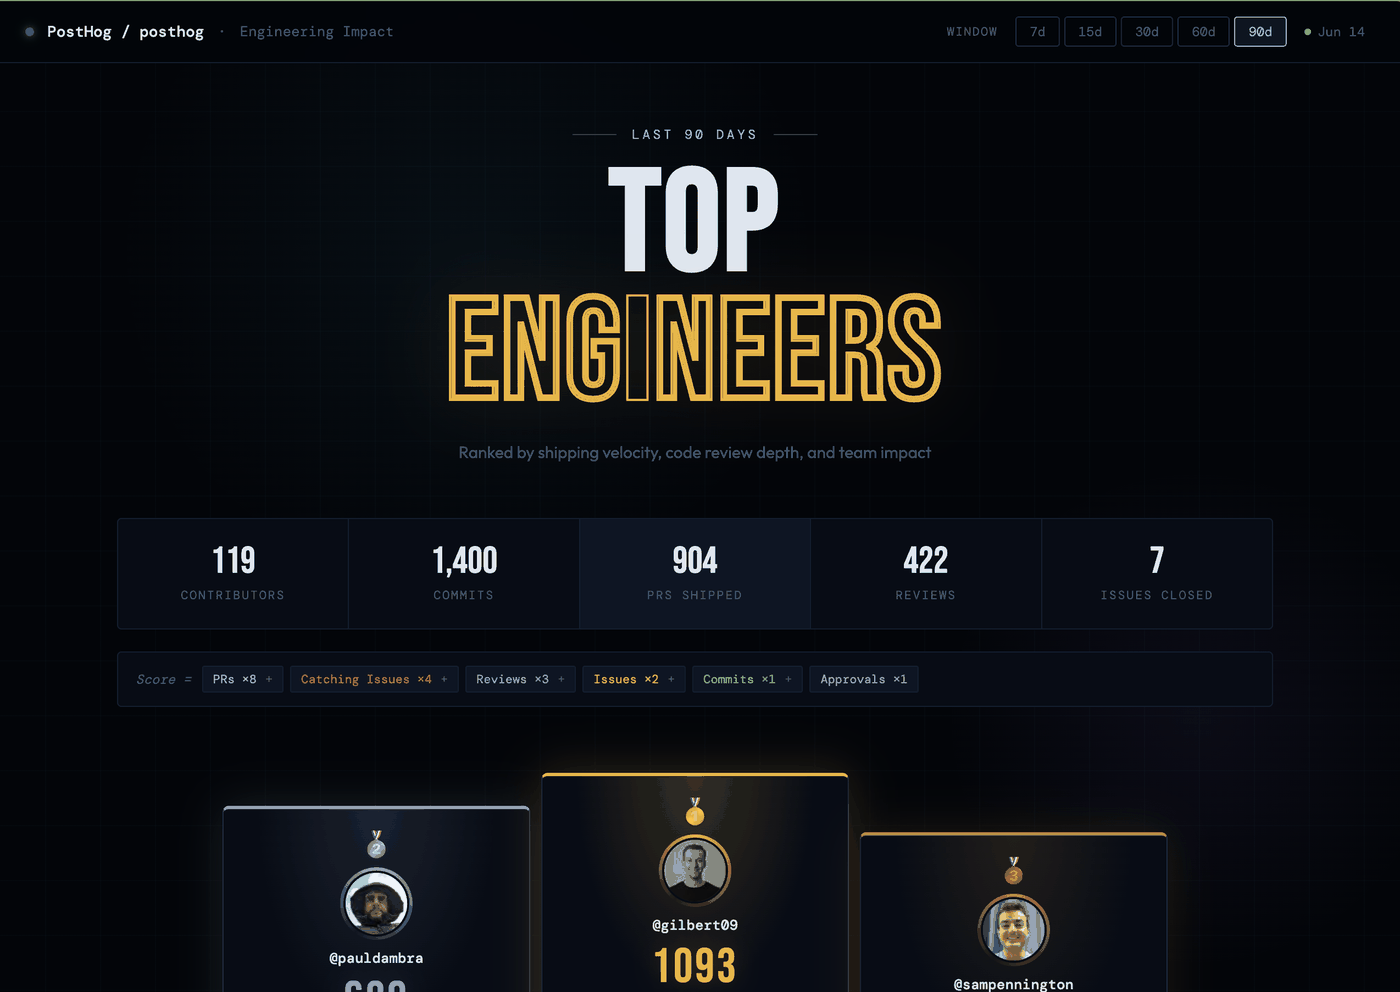 PostHog / posthog · Engineering Impact
WINDOW 7d 15d 30d 60d 90d Jun 14
LAST 90 DAYS
TOP
ENGINEERS
Ranked by shipping velocity, code review depth, and team impact
119 1,400 904 422 7
CONTRIBUTORS COMMITS PRS SHIPPED REVIEWS ISSUES CLOSED
Score = PRs ×8 + Catching Issues ×4 + Reviews ×3 + Issues ×2 + Commits ×1 + Approvals ×1
1
2
3
@gilbert09
@pauldambra
1093
@sampennington